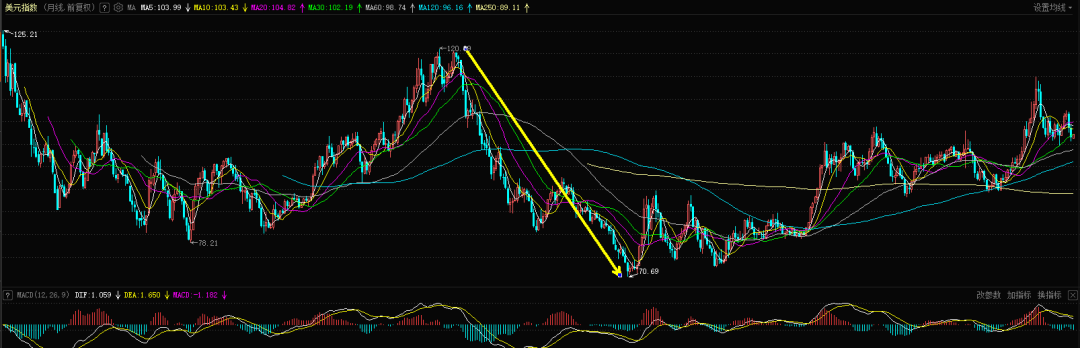 美元指数 (月线,前复权) ? MA MA5:103.99 ↓ MA10:103.43 ↓ MA20:104.82 ↑ MA30:102.19 ↑ MA60:98.74 ↑ MA120:96.16 ↑ MA250:89.11 ↑ 设置均线
125.21
78.21
70.69
? MACD(12,26,9) DIF:1.059 ↓ DEA:1.650 ↓ MACD:-1.182 ↓ 改参数 加指标 换指标 X